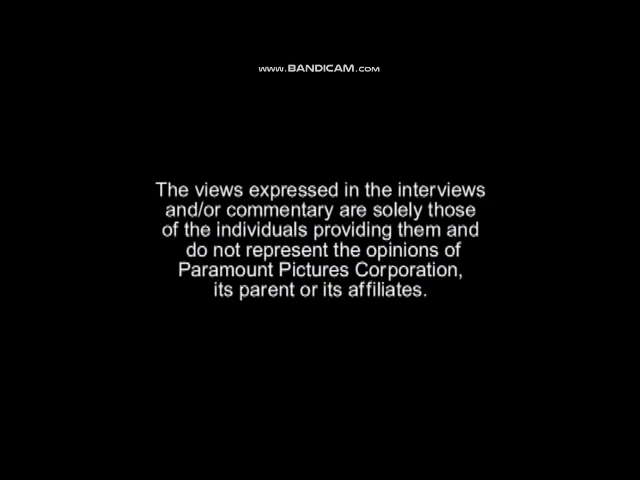 www.BANDICAM.com
The views expressed in the interviews
and/or commentary are solely those
of the individuals providing them and
do not represent the opinions of
Paramount Pictures Corporation,
its parent or its affiliates.